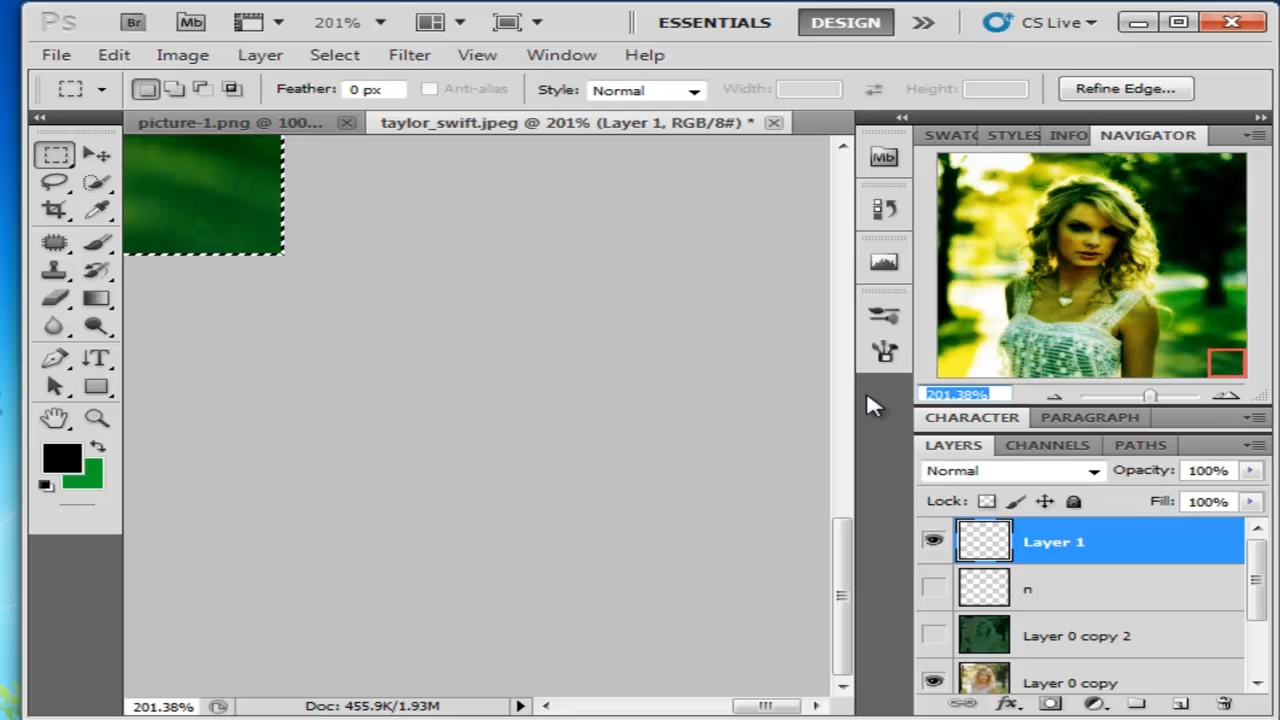 Ps Br Mb 201% ESSENTIALS DESIGN CS Live
File Edit Image Layer Select Filter View Window Help
Feather: 0 px Anti-alias Style: Normal Width: Height: Refine Edge...
picture-1.png @ 100... taylor_swift.jpeg @ 201% (Layer 1, RGB/8#) *
SWATC STYLES INFO NAVIGATOR
Mb
201.38%
CHARACTER PARAGRAPH
LAYERS CHANNELS PATHS
Normal Opacity: 100%
Lock: Fill: 100%
Layer 1
n
Layer 0 copy 2
Layer 0 copy
201.38% Doc: 455.9K/1.93M